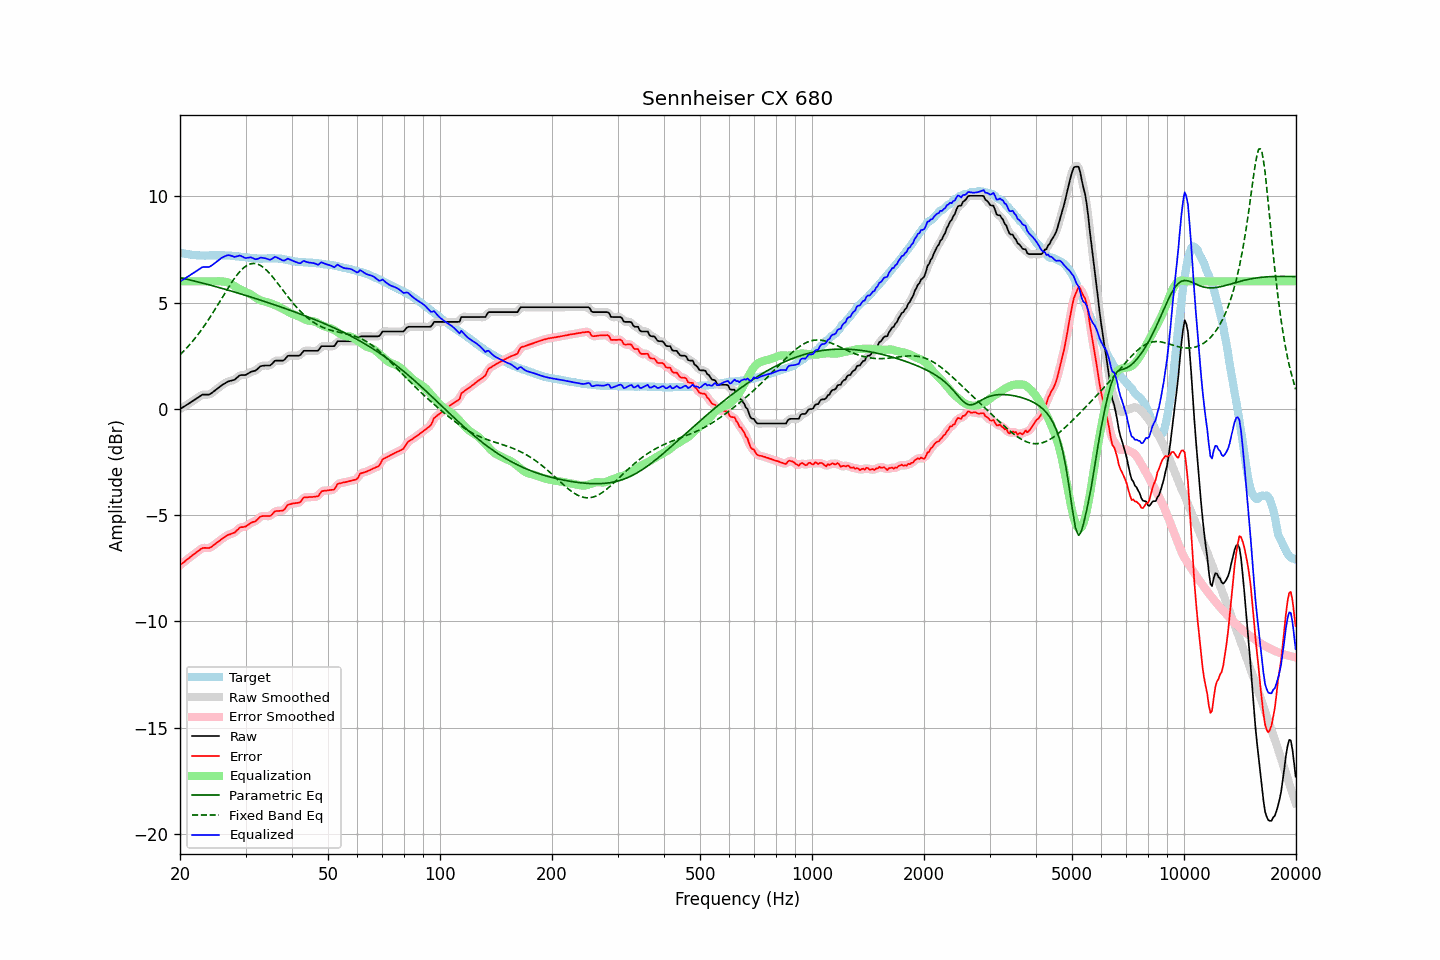 Sennheiser CX 680
Amplitude (dBr)
10
5
0
−5
−10
−15
−20
Target
Raw Smoothed
Error Smoothed
Raw
Error
Equalization
Parametric Eq
Fixed Band Eq
Equalized
20 50 100 200 500 1000 2000 5000 10000 20000
Frequency (Hz)